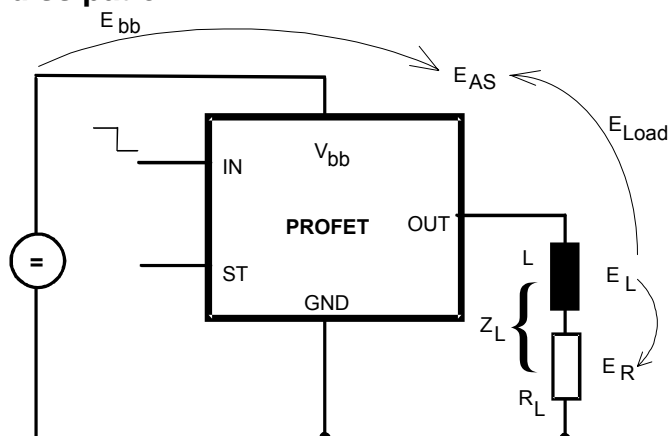 E bb
E AS
E Load
IN
V bb
PROFET
OUT
ST
GND
=
L
Z L
R L
E L
E R